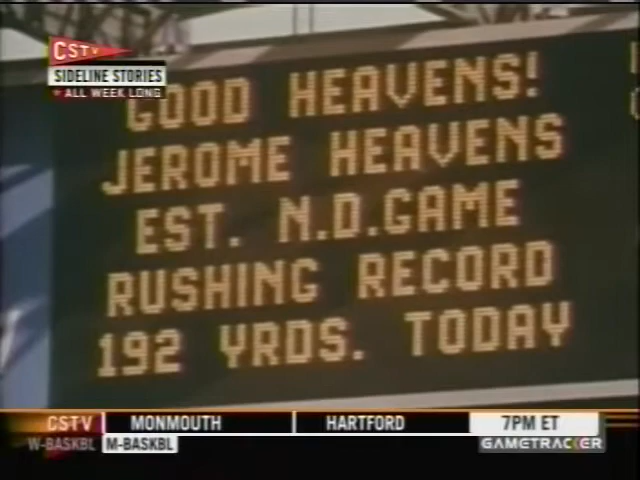 CSTV
SIDELINE STORIES
ALL WEEK LONG
GOOD HEAVENS!
JEROME HEAVENS
EST. N.D.GAME
RUSHING RECORD
192 YRDS. TODAY
CSTV MONMOUTH HARTFORD 7PM ET
W-BASKBL M-BASKBL GAMETRACKER